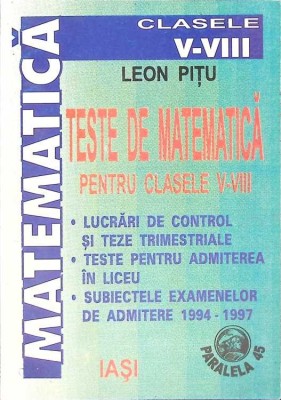 MATEMATICĂ
CLASELE
V-VIII
LEON PIȚU
TESTE DE MATEMATICĂ
PENTRU CLASELE V-VIII
• LUCRĂRI DE CONTROL
ȘI TEZE TRIMESTRIALE
• TESTE PENTRU ADMITEREA
ÎN LICEU
• SUBIECTELE EXAMENELOR
DE ADMITERE 1994-1997
IAȘI
PARALELA 45